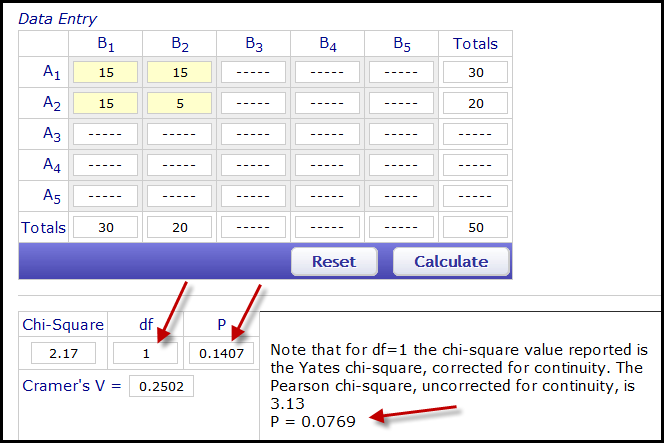 Data Entry
B1 B2 B3 B4 B5 Totals
A1 15 15 ----- ----- ----- 30
A2 15 5 ----- ----- ----- 20
A3 ----- ----- ----- ----- ----- -----
A4 ----- ----- ----- ----- ----- -----
A5 ----- ----- ----- ----- ----- -----
Totals 30 20 ----- ----- ----- 50
Reset Calculate
Chi-Square df P
2.17 1 0.1407
Cramer's V = 0.2502
Note that for df=1 the chi-square value reported is
the Yates chi-square, corrected for continuity. The
Pearson chi-square, uncorrected for continuity, is
3.13
P = 0.0769